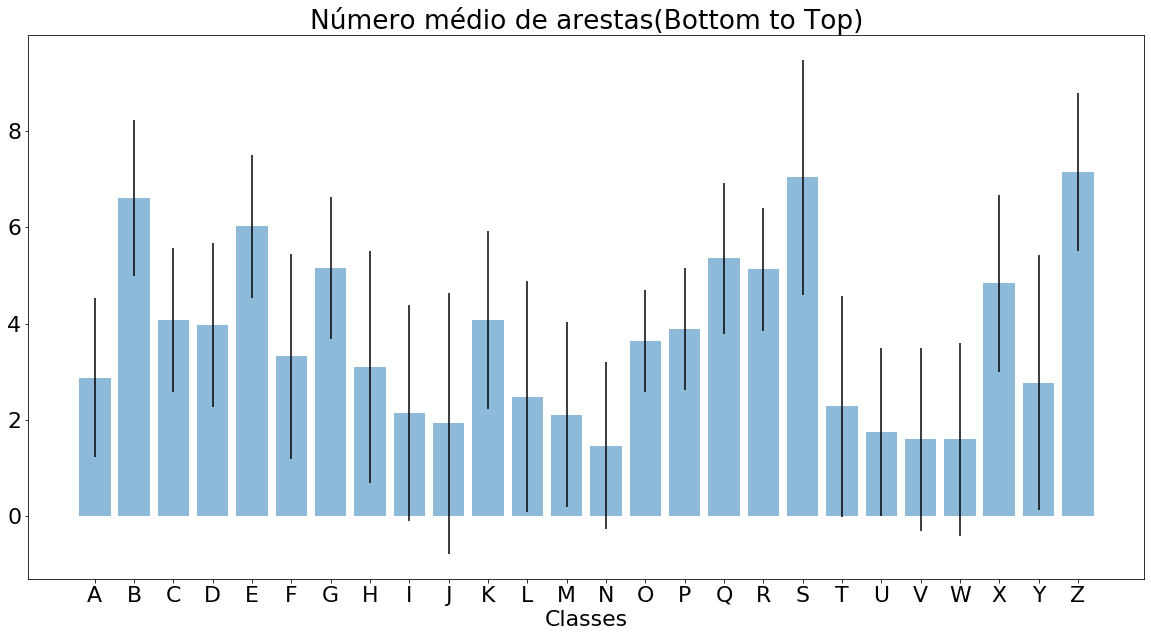 Número médio de arestas(Bottom to Top)
8
6
4
2
0
A B C D E F G H I J K L M N O P Q R S T U V W X Y Z
Classes